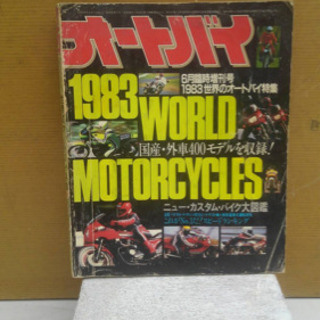 オートバイ
6月臨時増刊号
1983世界のオートバイ特集
1983
WORLD
国産・外車400モデルを収録!
MOTORCYCLES
ニュー・カスタム・バイク大図鑑